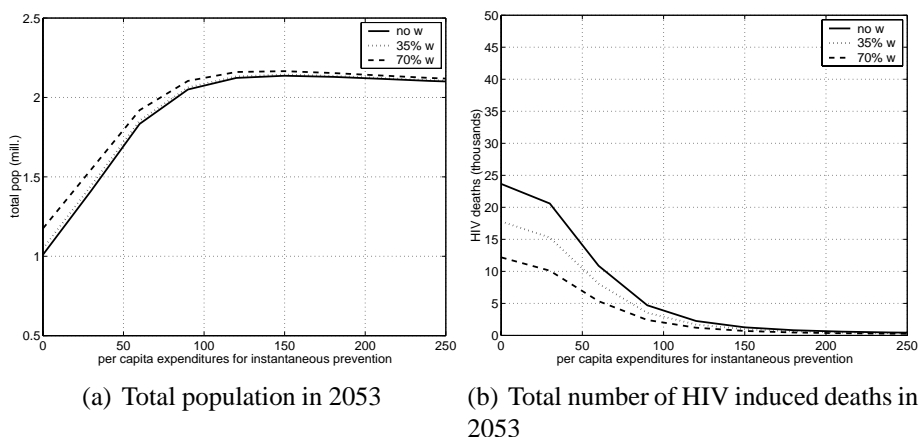 2.5
2
1.5
1
0.5
total pop (mill.)
no w
35% w
70% w
0 50 100 150 200 250
per capita expenditures for instantaneous prevention
(a) Total population in 2053
50
45
40
35
30
25
20
15
10
5
0
HIV deaths (thousands)
no w
35% w
70% w
0 50 100 150 200 250
per capita expenditures for instantaneous prevention
(b) Total number of HIV induced deaths in
2053